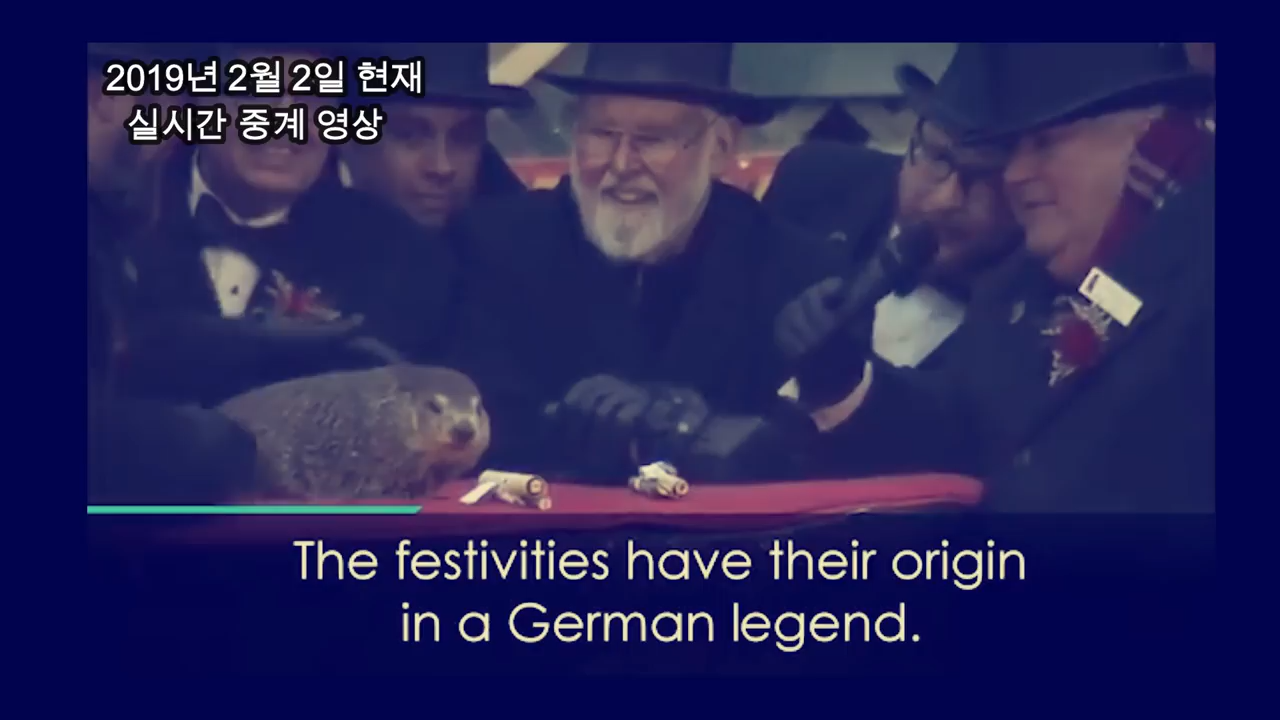 2019년 2월 2일 현재
실시간 중계 영상
The festivities have their origin
in a German legend.